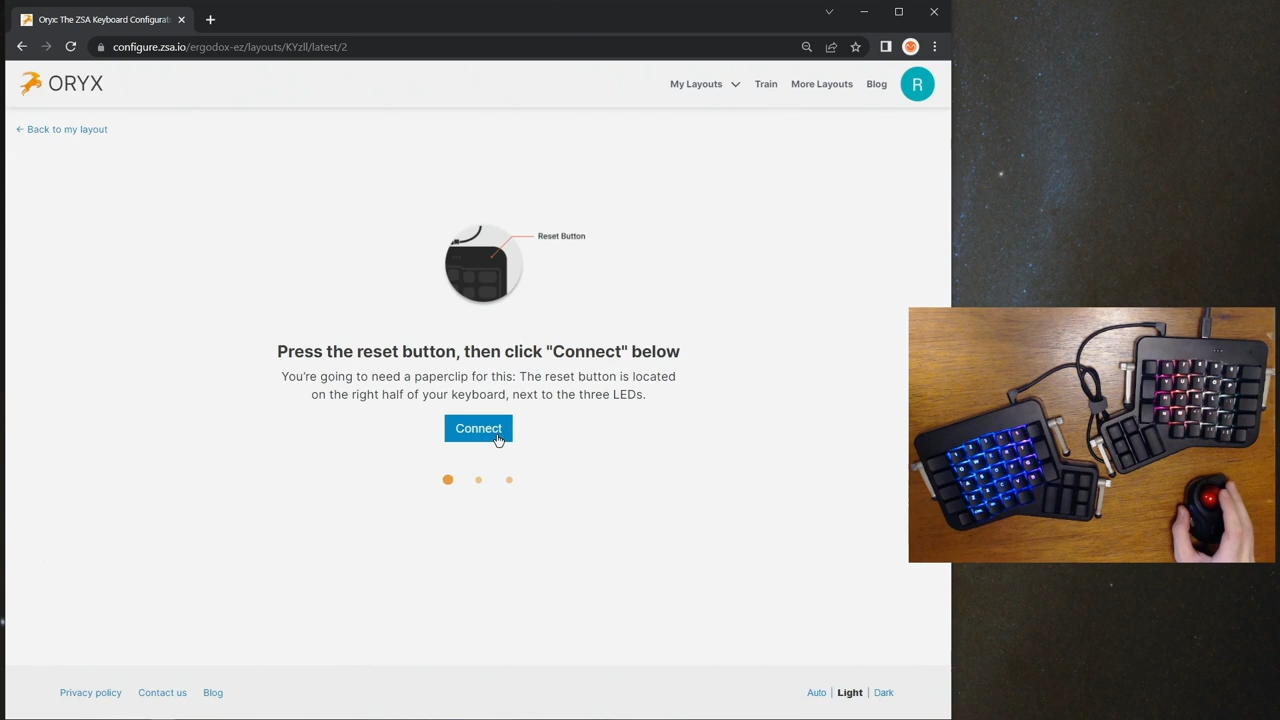 Oryx: The ZSA Keyboard Configurat
configure.zsa.io/ergodox-ez/layouts/KYzll/latest/2
ORYX
My Layouts
Train
More Layouts
Blog
R
← Back to my layout
Reset Button
Press the reset button, then click "Connect" below
You're going to need a paperclip for this: The reset button is located
on the right half of your keyboard, next to the three LEDs.
Connect
Privacy policy
Contact us
Blog
Auto | Light | Dark